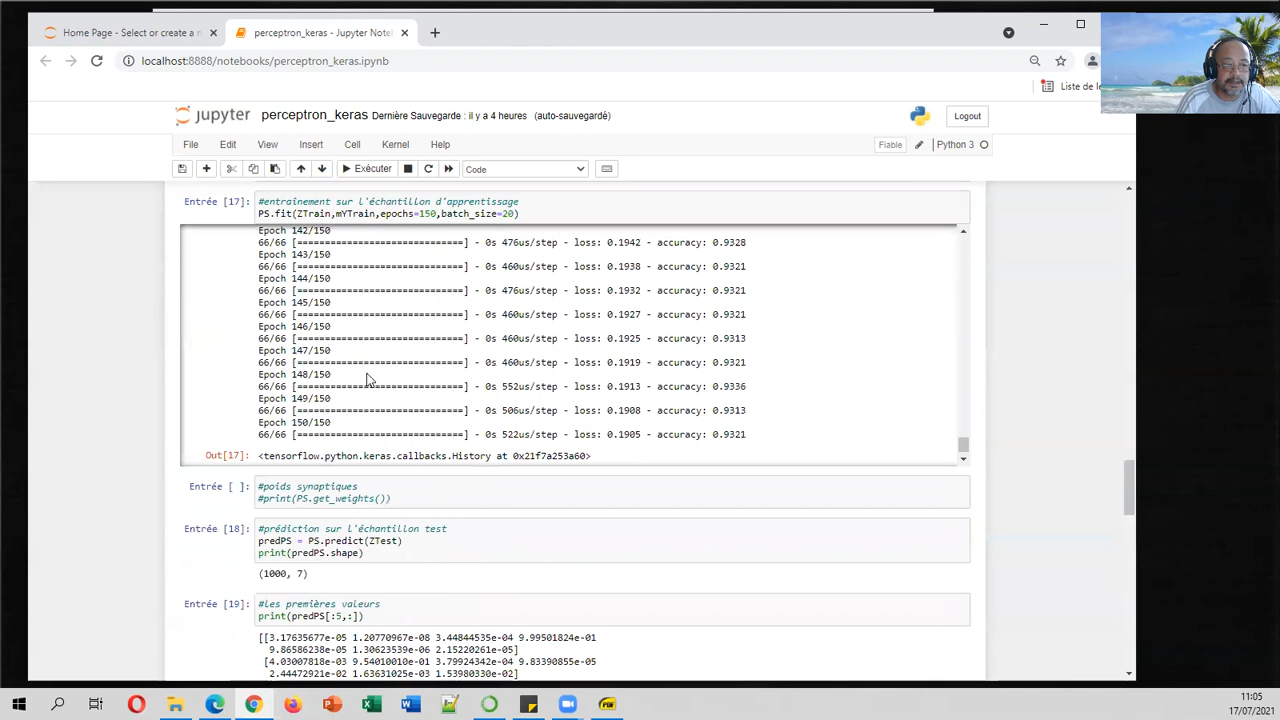 Home Page - Select or create a n
perceptron_keras - Jupyter Note
localhost:8888/notebooks/perceptron_keras.ipynb
Liste de le
jupyter perceptron_keras Dernière Sauvegarde : il y a 4 heures (auto-sauvegardé)
Logout
File Edit View Insert Cell Kernel Help
Fiable
Python 3
Exécuter
Code
Entrée [17]:
#entraînement sur l'échantillon d'apprentissage
PS.fit(ZTrain,mYTrain,epochs=150,batch_size=20)
Epoch 142/150
66/66 [==============================] - 0s 476us/step - loss: 0.1942 - accuracy: 0.9328
Epoch 143/150
66/66 [==============================] - 0s 460us/step - loss: 0.1938 - accuracy: 0.9321
Epoch 144/150
66/66 [==============================] - 0s 476us/step - loss: 0.1932 - accuracy: 0.9321
Epoch 145/150
66/66 [==============================] - 0s 460us/step - loss: 0.1927 - accuracy: 0.9321
Epoch 146/150
66/66 [==============================] - 0s 460us/step - loss: 0.1925 - accuracy: 0.9313
Epoch 147/150
66/66 [==============================] - 0s 460us/step - loss: 0.1919 - accuracy: 0.9321
Epoch 148/150
66/66 [==============================] - 0s 552us/step - loss: 0.1913 - accuracy: 0.9336
Epoch 149/150
66/66 [==============================] - 0s 506us/step - loss: 0.1908 - accuracy: 0.9313
Epoch 150/150
66/66 [==============================] - 0s 522us/step - loss: 0.1905 - accuracy: 0.9321
Out[17]: <tensorflow.python.keras.callbacks.History at 0x21f7a253a60>
Entrée [ ]:
#poids synaptiques
#print(PS.get_weights())
Entrée [18]:
#prédiction sur l'échantillon test
predPS = PS.predict(ZTest)
print(predPS.shape)
(1000, 7)
Entrée [19]:
#les premières valeurs
print(predPS[:5,:])
[[3.17635677e-05 1.20770967e-08 3.44844535e-04 9.99501824e-01
9.86586238e-05 1.30623539e-06 2.15220261e-05]
[4.03007818e-03 9.54010010e-01 3.79924342e-04 9.83390855e-05
2.44472921e-02 1.63631025e-03 1.53980330e-02]
11:05
17/07/2021